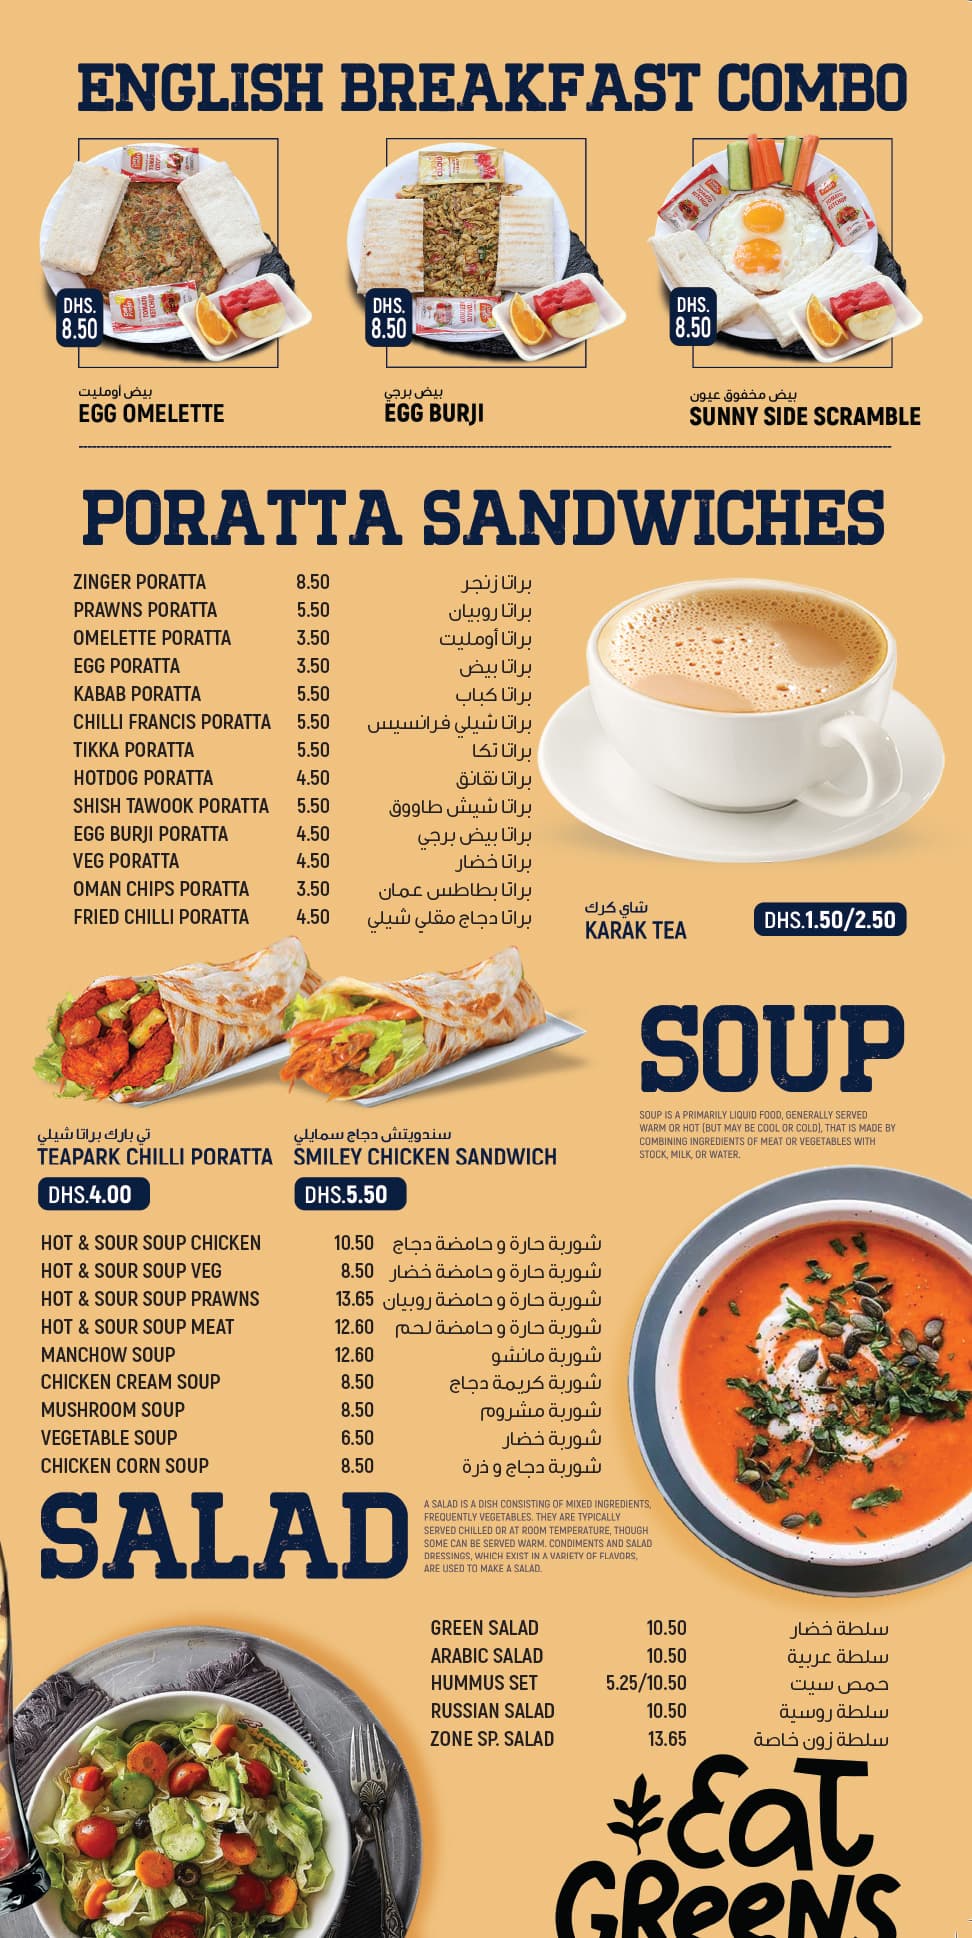 ENGLISH BREAKFAST COMBO
DHS.
8.50
بيض أومليت
EGG OMELETTE
DHS.
8.50
بيض برجي
EGG BURJI
DHS.
8.50
بيض مخفوق عيون
SUNNY SIDE SCRAMBLE
PORATTA SANDWICHES
ZINGER PORATTA 8.50 براتا زنجر
PRAWNS PORATTA 5.50 براتا روبيان
OMELETTE PORATTA 3.50 براتا أومليت
EGG PORATTA 3.50 براتا بيض
KABAB PORATTA 5.50 براتا كباب
CHILLI FRANCIS PORATTA 5.50 براتا شيلي فرانسيس
TIKKA PORATTA 5.50 براتا تكا
HOTDOG PORATTA 4.50 براتا نقانق
SHISH TAWOOK PORATTA 5.50 براتا شيش طاووق
EGG BURJI PORATTA 4.50 براتا بيض برجي
VEG PORATTA 4.50 براتا خضار
OMAN CHIPS PORATTA 3.50 براتا بطاطس عمان
FRIED CHILLI PORATTA 4.50 براتا دجاج مقلي شيلي
شاي كرك
KARAK TEA
DHS.1.50/2.50
تي بارك براتا شيلي
TEAPARK CHILLI PORATTA
DHS.4.00
سندويتش دجاج سمايلي
SMILEY CHICKEN SANDWICH
DHS.5.50
SOUP
SOUP IS A PRIMARILY LIQUID FOOD, GENERALLY SERVED
WARM OR HOT (BUT MAY BE COOL OR COLD), THAT IS MADE BY
COMBINING INGREDIENTS OF MEAT OR VEGETABLES WITH
STOCK, MILK, OR WATER.
HOT & SOUR SOUP CHICKEN 10.50 شوربة حارة و حامضة دجاج
HOT & SOUR SOUP VEG 8.50 شوربة حارة و حامضة خضار
HOT & SOUR SOUP PRAWNS 13.65 شوربة حارة و حامضة روبيان
HOT & SOUR SOUP MEAT 12.60 شوربة حارة و حامضة لحم
MANCHOW SOUP 12.60 شوربة مانشو
CHICKEN CREAM SOUP 8.50 شوربة كريمة دجاج
MUSHROOM SOUP 8.50 شوربة مشروم
VEGETABLE SOUP 6.50 شوربة خضار
CHICKEN CORN SOUP 8.50 شوربة دجاج و ذرة
SALAD
A SALAD IS A DISH CONSISTING OF MIXED INGREDIENTS,
FREQUENTLY VEGETABLES. THEY ARE TYPICALLY
SERVED CHILLED OR AT ROOM TEMPERATURE, THOUGH
SOME CAN BE SERVED WARM. CONDIMENTS AND SALAD
DRESSINGS, WHICH EXIST IN A VARIETY OF FLAVORS,
ARE USED TO MAKE A SALAD.
GREEN SALAD 10.50 سلطة خضار
ARABIC SALAD 10.50 سلطة عربية
HUMMUS SET 5.25/10.50 حمص سيت
RUSSIAN SALAD 10.50 سلطة روسية
ZONE SP. SALAD 13.65 سلطة زون خاصة
Eat
GREENS